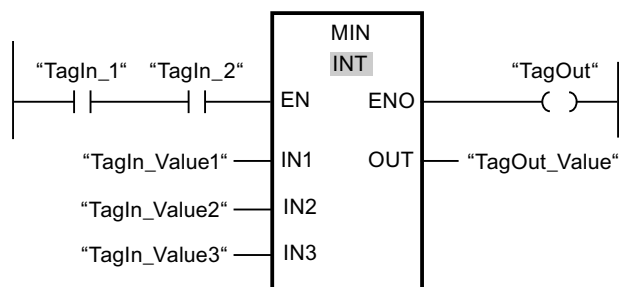 MIN
INT
“TagIn_1“ “TagIn_2“ “TagOut“
EN ENO
“TagIn_Value1“ IN1 OUT “TagOut_Value“
“TagIn_Value2“ IN2
“TagIn_Value3“ IN3